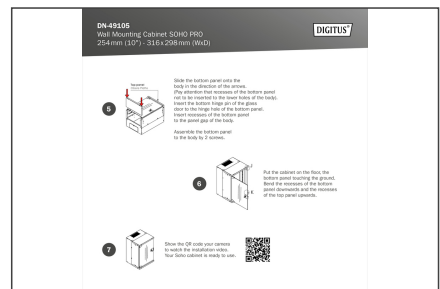 DN-49105
Wall Mounting Cabinet SOHO PRO
254 mm (10") - 316 x 298 mm (WxD)
DIGITUS®
5
Slide the bottom panel onto the
body in the direction of the arrows.
(Pay attention that recesses of the bottom panel
not to be inserted to the lower holes of the body).
Insert the bottom hinge pin of the glass
door to the hinge hole of the bottom panel.
Insert recesses of the bottom panel
to the panel gap of the body.
Assemble the bottom panel
to the body by 2 screws.
6
Put the cabinet on the floor, the
bottom panel touching the ground.
Bend the recesses of the bottom
panel downwards and the recesses
of the top panel upwards.
7
Show the QR code your camera
to watch the installation video.
Your Soho cabinet is ready to use.